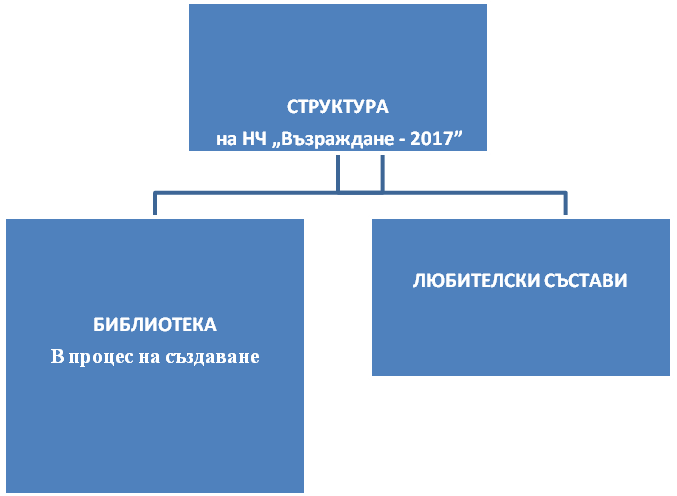 СТРУКТУРА
на НЧ „Възраждане - 2017”
БИБЛИОТЕКА
В процес на създаване
ЛЮБИТЕЛСКИ СЪСТАВИ